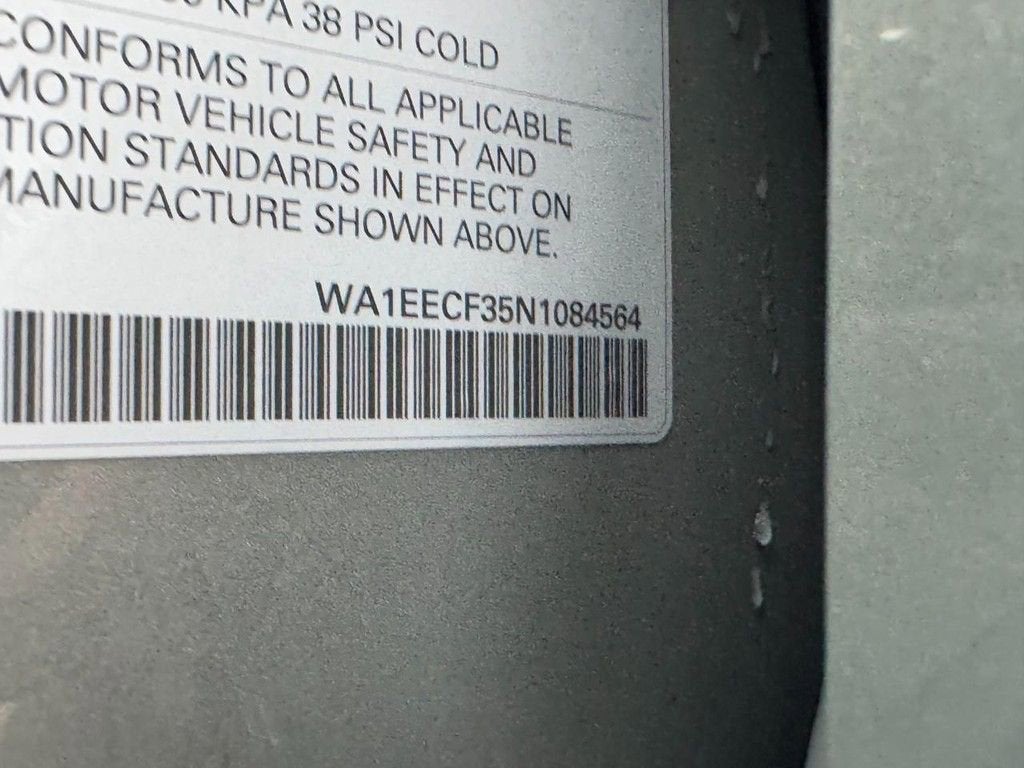 KPA 38 PSI COLD
CONFORMS TO ALL APPLICABLE
MOTOR VEHICLE SAFETY AND
TION STANDARDS IN EFFECT ON
MANUFACTURE SHOWN ABOVE.
WA1EECF35N1084564